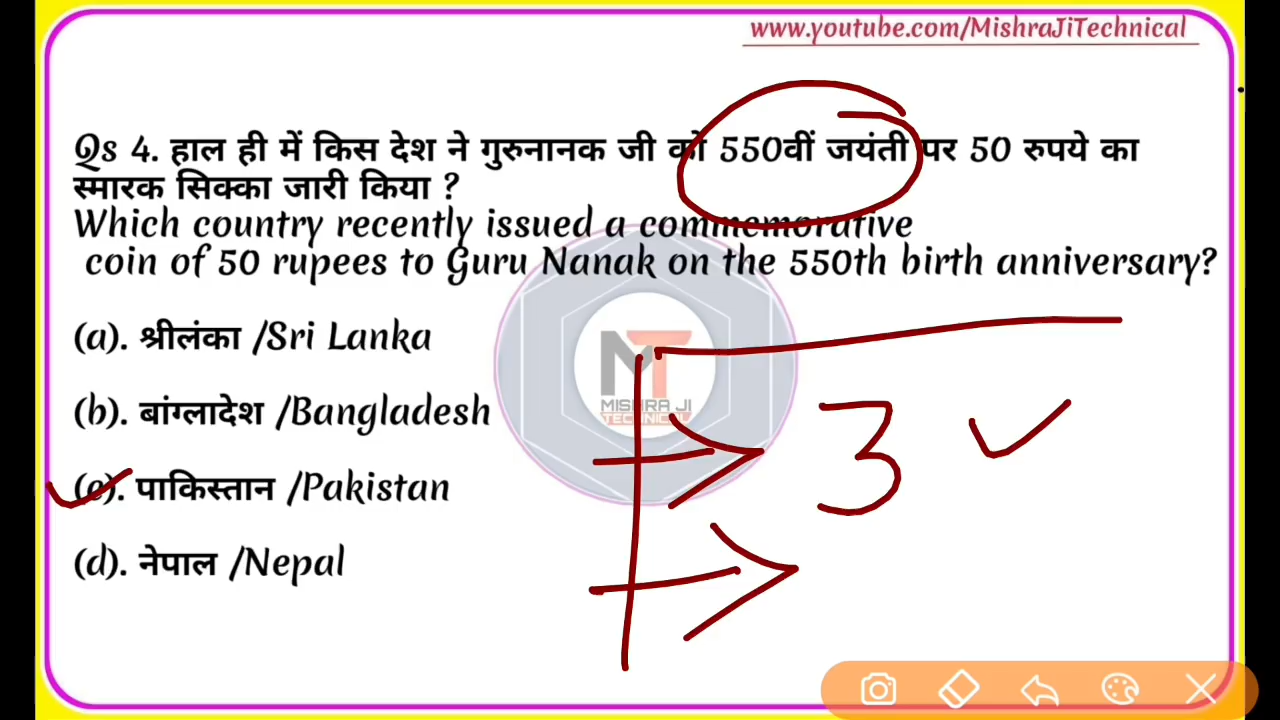 www.youtube.com/MishraJiTechnical
Qs 4. हाल ही में किस देश ने गुरुनानक जी को 550वीं जयंती पर 50 रुपये का
स्मारक सिक्का जारी किया ?
Which country recently issued a commemorative
coin of 50 rupees to Guru Nanak on the 550th birth anniversary?
(a). श्रीलंका /Sri Lanka
(b). बांग्लादेश /Bangladesh
(c). पाकिस्तान /Pakistan
(d). नेपाल /Nepal
MT
MISHRA JI
TECHNICAL
3